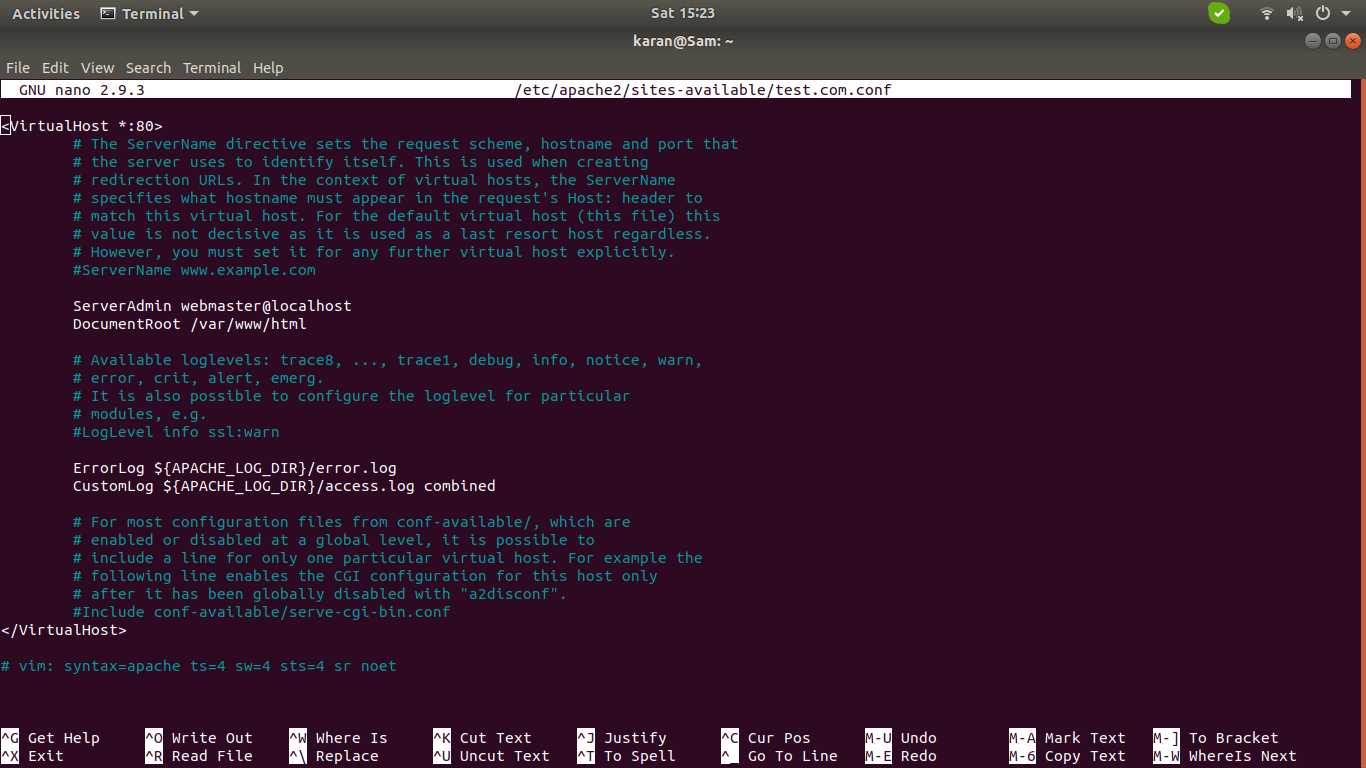 Activities Terminal Sat 15:23
karan@Sam: ~
File Edit View Search Terminal Help
GNU nano 2.9.3 /etc/apache2/sites-available/test.com.conf
<VirtualHost *:80>
# The ServerName directive sets the request scheme, hostname and port that
# the server uses to identify itself. This is used when creating
# redirection URLs. In the context of virtual hosts, the ServerName
# specifies what hostname must appear in the request's Host: header to
# match this virtual host. For the default virtual host (this file) this
# value is not decisive as it is used as a last resort host regardless.
# However, you must set it for any further virtual host explicitly.
#ServerName www.example.com
ServerAdmin webmaster@localhost
DocumentRoot /var/www/html
# Available loglevels: trace8, ..., trace1, debug, info, notice, warn,
# error, crit, alert, emerg.
# It is also possible to configure the loglevel for particular
# modules, e.g.
#LogLevel info ssl:warn
ErrorLog ${APACHE_LOG_DIR}/error.log
CustomLog ${APACHE_LOG_DIR}/access.log combined
# For most configuration files from conf-available/, which are
# enabled or disabled at a global level, it is possible to
# include a line for only one particular virtual host. For example the
# following line enables the CGI configuration for this host only
# after it has been globally disabled with "a2disconf".
#Include conf-available/serve-cgi-bin.conf
</VirtualHost>
# vim: syntax=apache ts=4 sw=4 sts=4 sr noet
^G Get Help ^O Write Out ^W Where Is ^K Cut Text ^J Justify ^C Cur Pos M-U Undo M-A Mark Text M-] To Bracket
^X Exit ^R Read File ^\ Replace ^U Uncut Text ^T To Spell ^_ Go To Line M-E Redo M-6 Copy Text M-W WhereIs Next